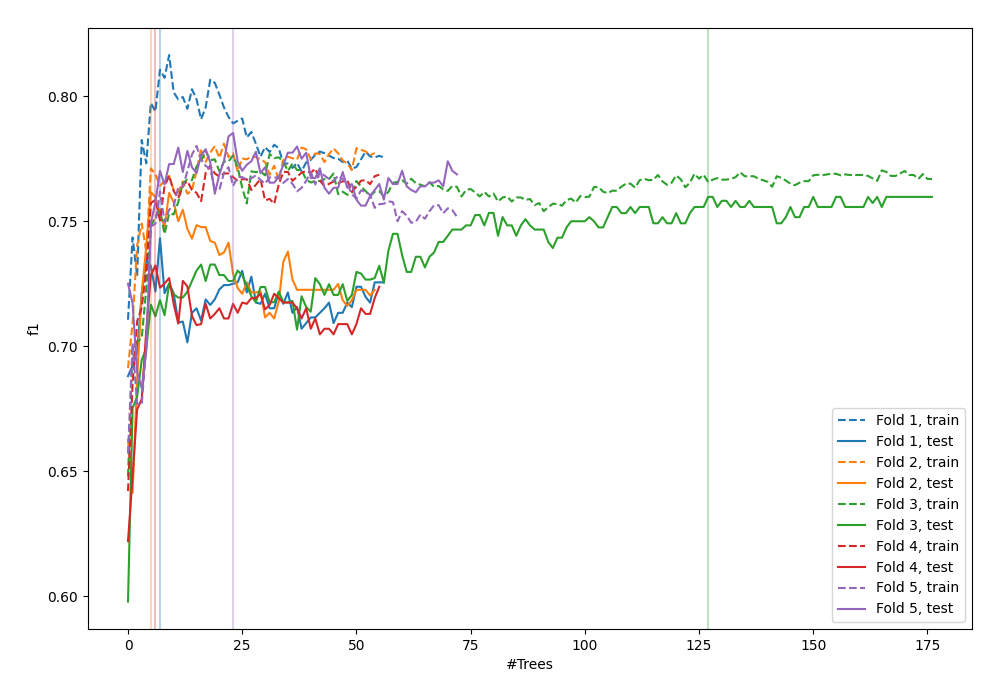 0.80
0.75
0.70
0.65
0.60
f1
0 25 50 75 100 125 150 175
#Trees
Fold 1, train
Fold 1, test
Fold 2, train
Fold 2, test
Fold 3, train
Fold 3, test
Fold 4, train
Fold 4, test
Fold 5, train
Fold 5, test